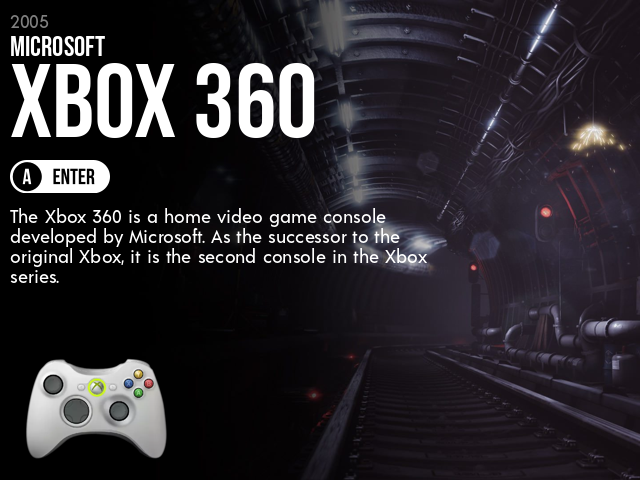 2005
MICROSOFT
XBOX 360
A ENTER
The Xbox 360 is a home video game console
developed by Microsoft. As the successor to the
original Xbox, it is the second console in the Xbox
series.